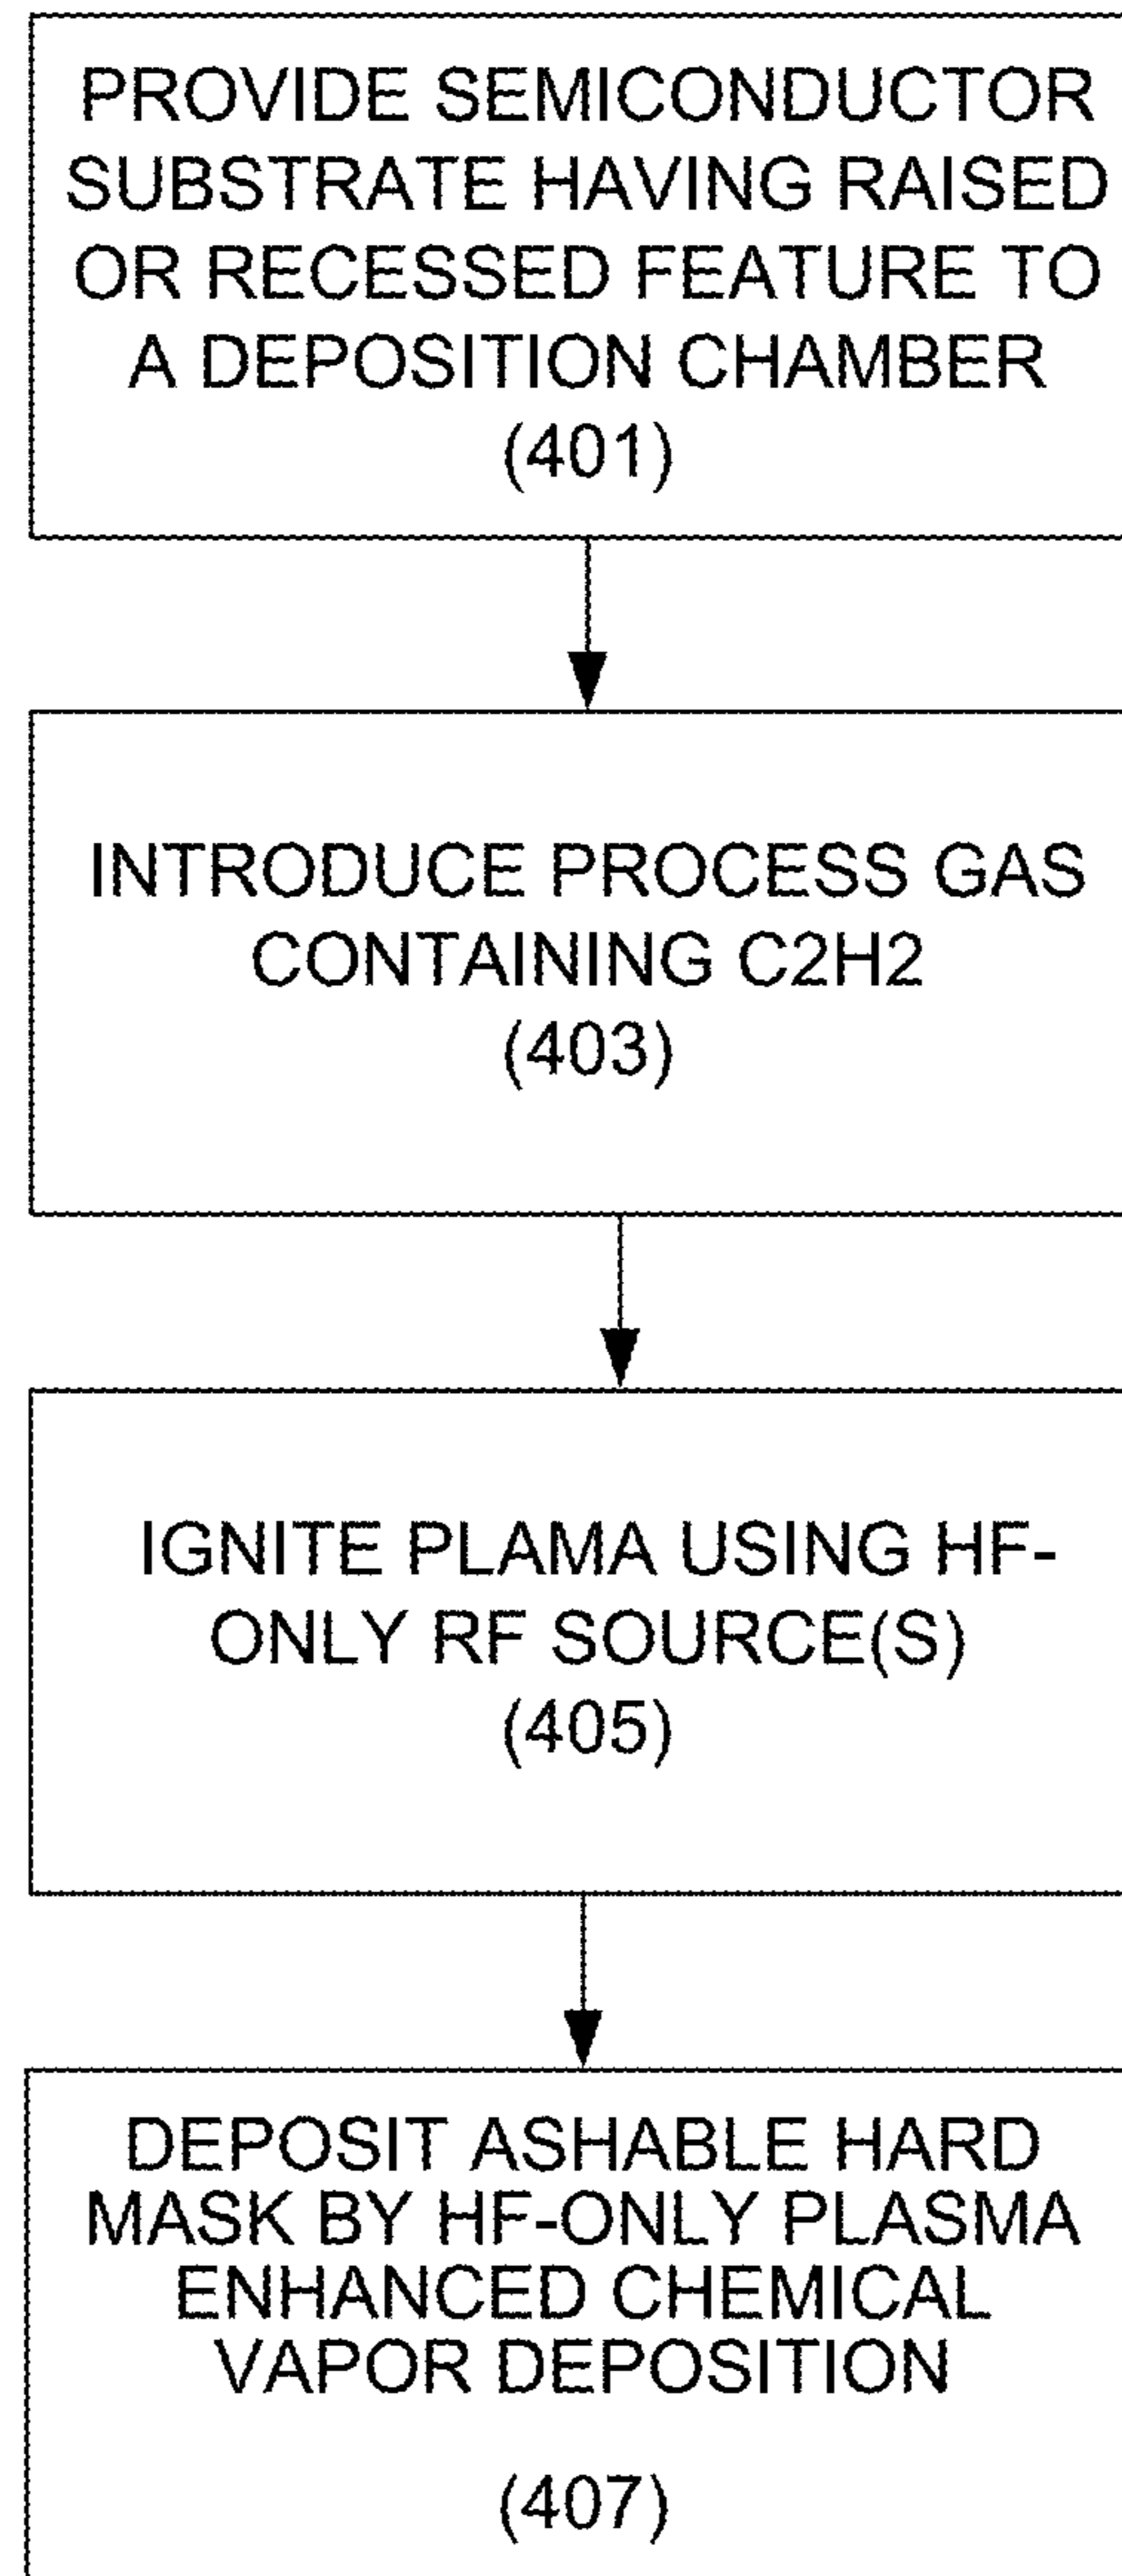 PROVIDE SEMICONDUCTOR
SUBSTRATE HAVING RAISED
OR RECESSED FEATURE TO
A DEPOSITION CHAMBER
(401)
INTRODUCE PROCESS GAS
CONTAINING C2H2
(403)
IGNITE PLAMA USING HF-
ONLY RF SOURCE(S)
(405)
DEPOSIT ASHABLE HARD
MASK BY HF-ONLY PLASMA
ENHANCED CHEMICAL
VAPOR DEPOSITION
(407)